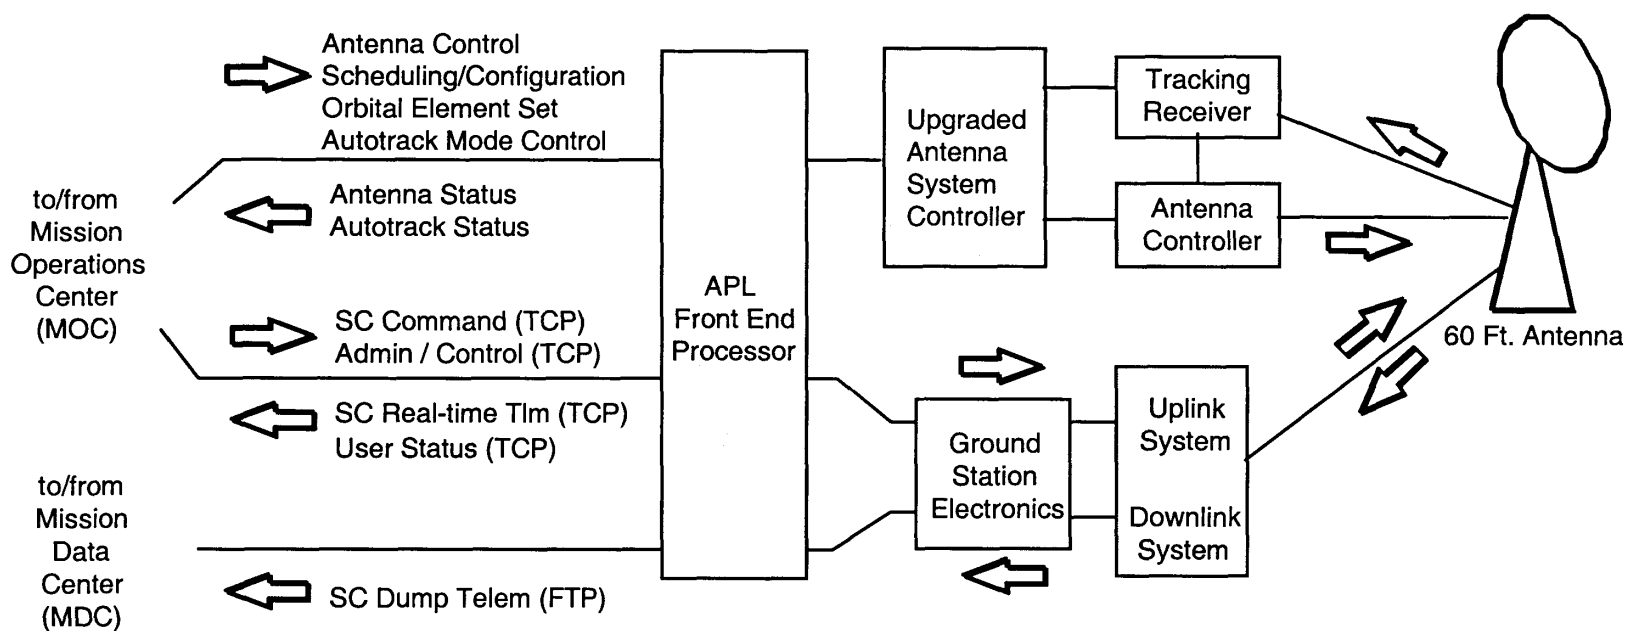 Antenna Control
Scheduling/Configuration
Orbital Element Set
Autotrack Mode Control
to/from
Mission
Operations
Center
(MOC)
Antenna Status
Autotrack Status
SC Command (TCP)
Admin / Control (TCP)
SC Real-time Tlm (TCP)
User Status (TCP)
to/from
Mission
Data
Center
(MDC)
SC Dump Telem (FTP)
APL
Front End
Processor
Upgraded
Antenna
System
Controller
Tracking
Receiver
Antenna
Controller
60 Ft. Antenna
Ground
Station
Electronics
Uplink
System
Downlink
System